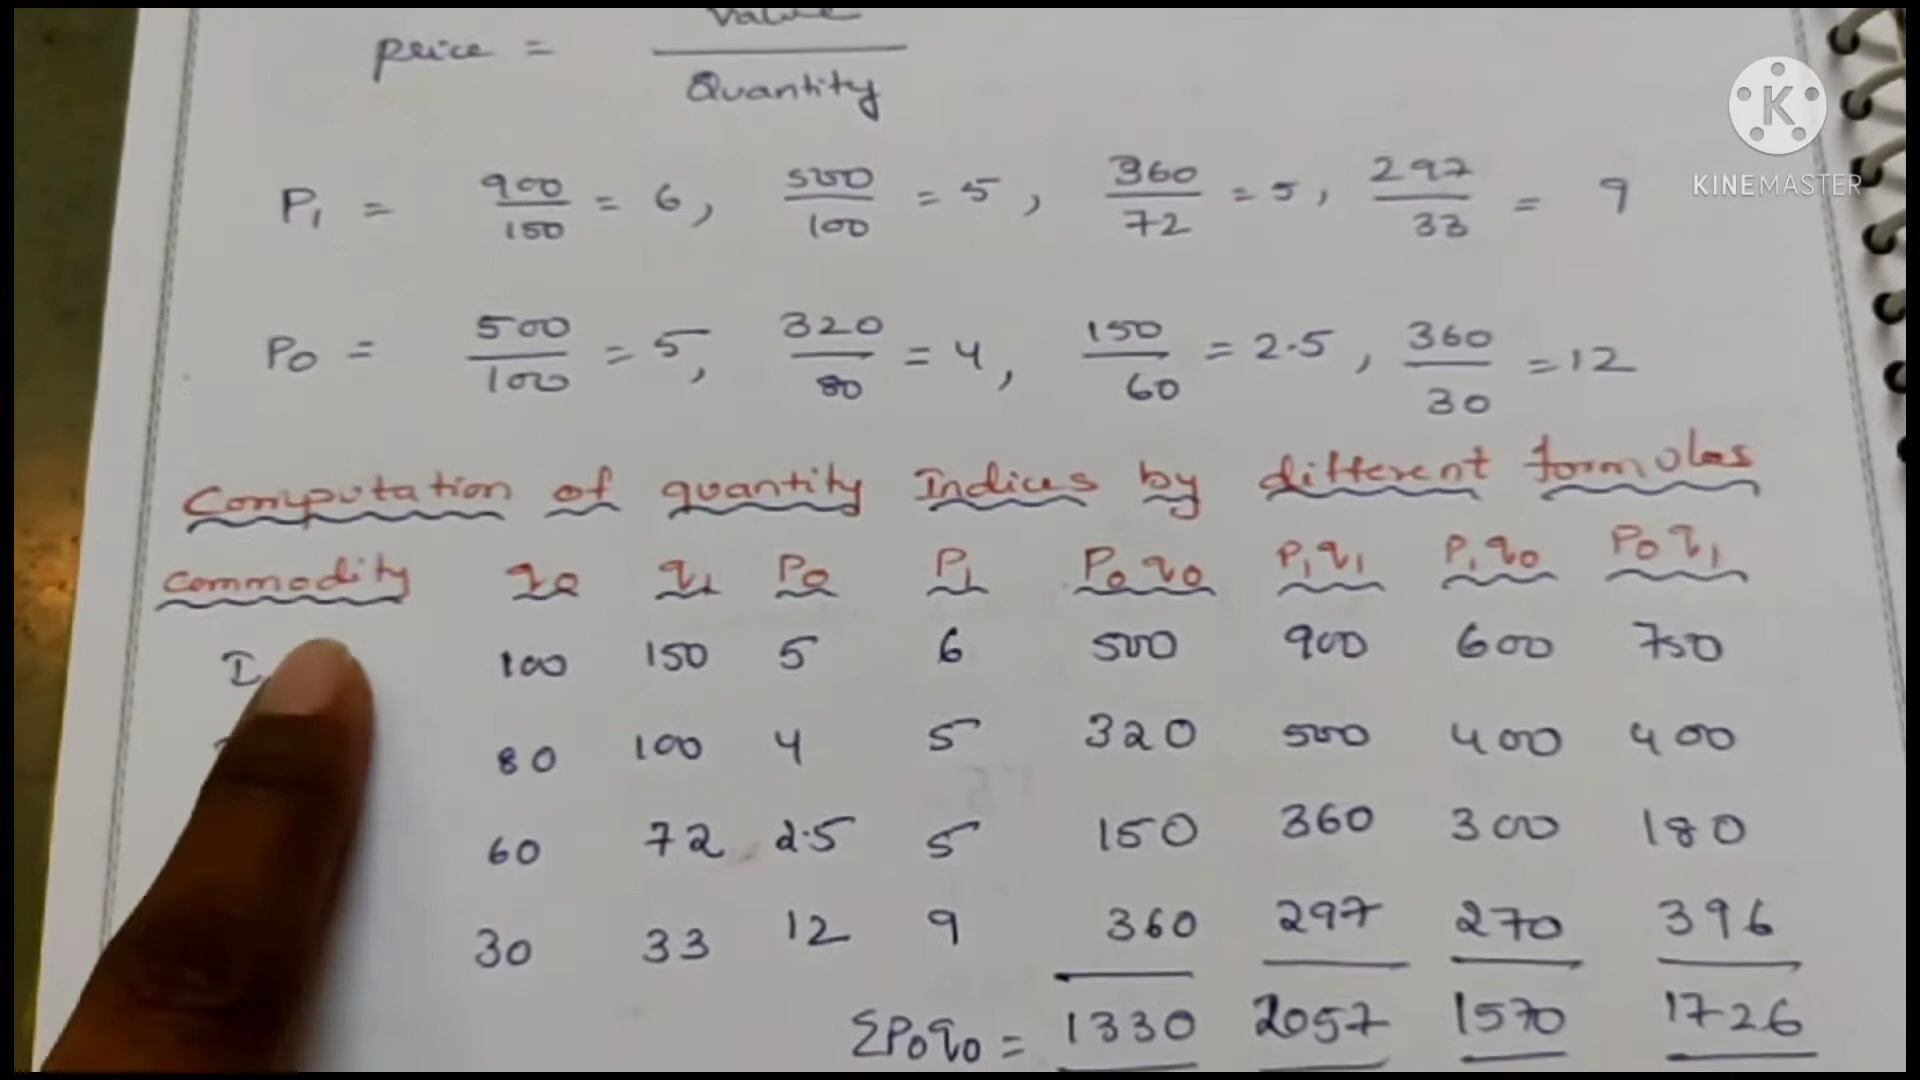 price = Value / Quantity
P1 = 900/150 = 6, 500/100 = 5, 360/72 = 5, 297/33 = 9
P0 = 500/100 = 5, 320/80 = 4, 150/60 = 2.5, 360/30 = 12
Computation of quantity Indices by different formulas
Commodity q0 q1 P0 P1 P0q0 P1q1 P1q0 P0q1
I 100 150 5 6 500 900 600 750
80 100 4 5 320 500 400 400
60 72 2.5 5 150 360 300 180
30 33 12 9 360 297 270 396
ΣP0q0 = 1330 2057 1570 1726
KINEMASTER